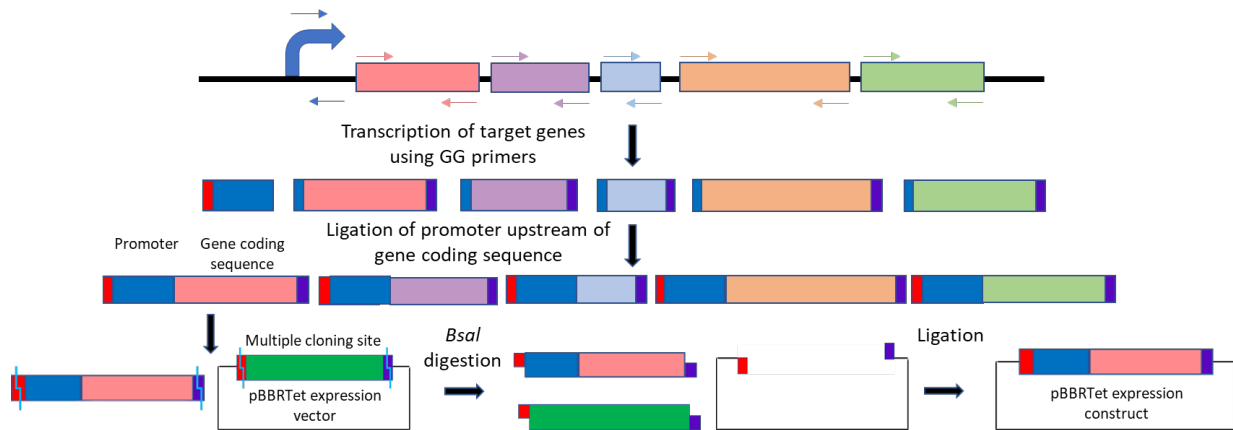 Transcription of target genes
using GG primers
Ligation of promoter upstream of
gene coding sequence
Promoter
Gene coding
sequence
Multiple cloning site
pBBRTet expression
vector
BsaI
digestion
Ligation
pBBRTet expression
construct